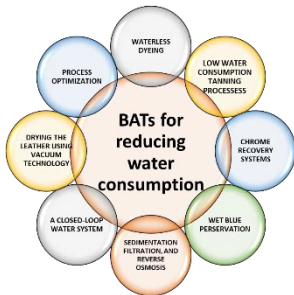 WATERLESS
DYEING
LOW WATER
CONSUMPTION
TANNING
PROCESSESS
CHROME
RECOVERY
SYSTEMS
WET BLUE
PERSERVATION
SEDIMENTATION
FILTRATION, AND
REVERSE
OSMOSIS
A CLOSED-LOOP
WATER SYSTEM
DRYING THE
LEATHER USING
VACUUM
TECHNOLOGY
PROCESS
OPTIMIZATION
BATs for
reducing
water
consumption